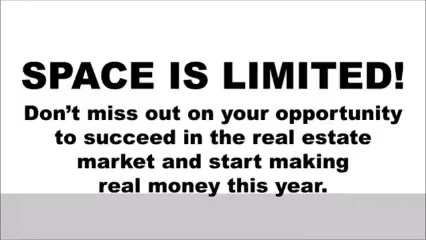 SPACE IS LIMITED!
Don't miss out on your opportunity
to succeed in the real estate
market and start making
real money this year.